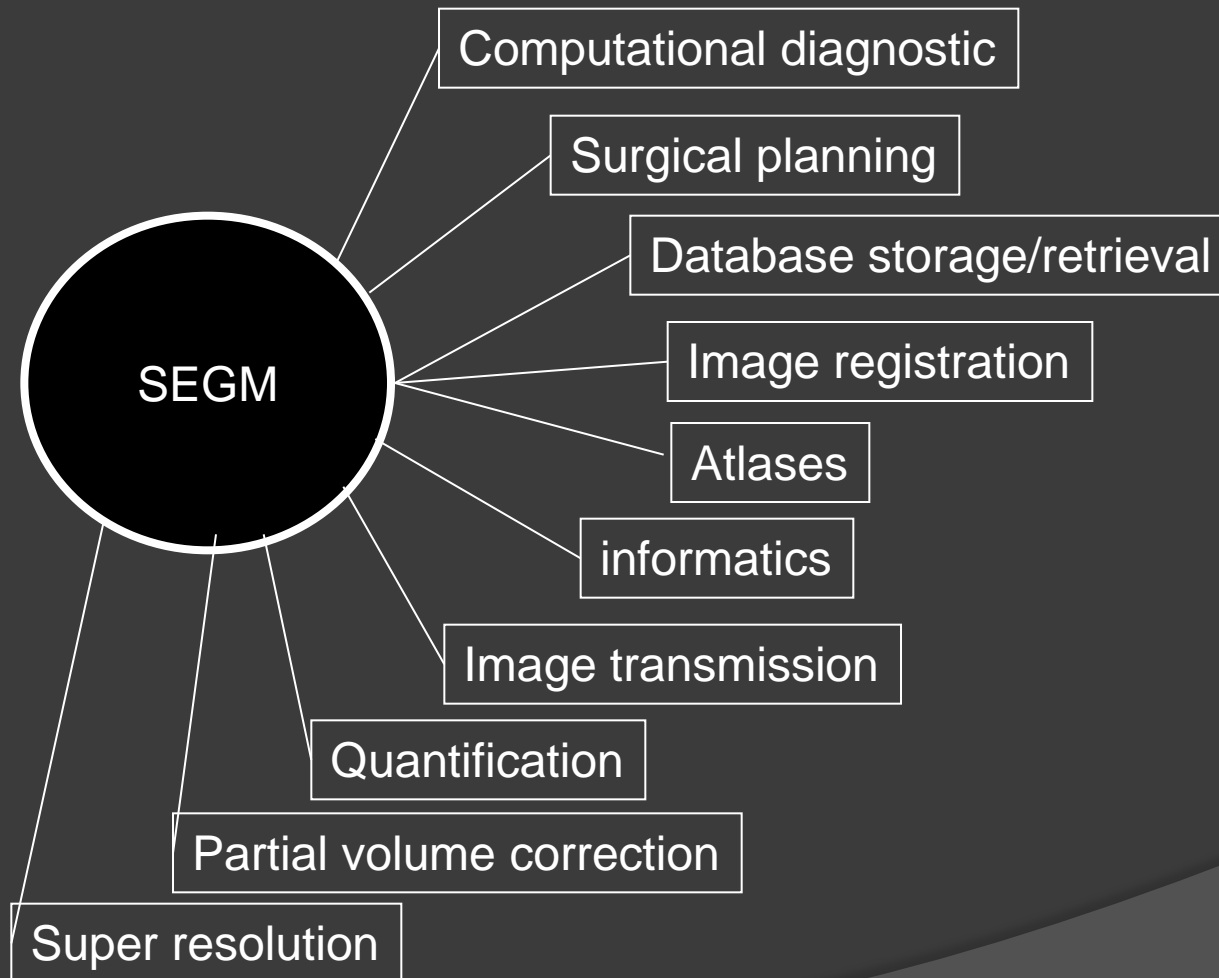 Computational diagnostic
Surgical planning
Database storage/retrieval
Image registration
SEGM
Atlases
informatics
Image transmission
Quantification
Partial volume correction
Super resolution